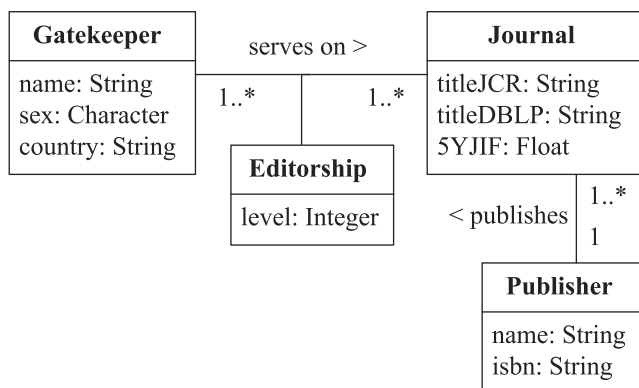 Gatekeeper
name: String
sex: Character
country: String
serves on >
1..*
1..*
Journal
titleJCR: String
titleDBLP: String
5YJIF: Float
Editorship
level: Integer
< publishes
1..*
1
Publisher
name: String
isbn: String